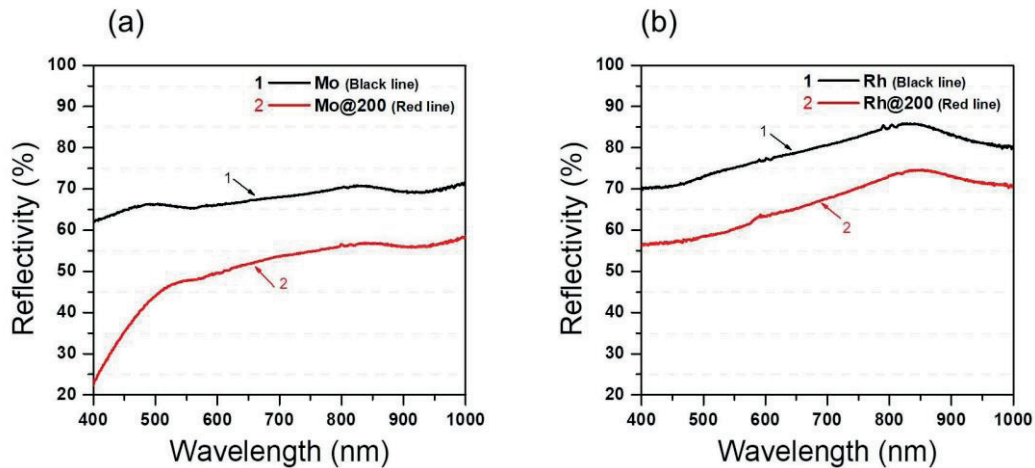 (a)
100
90
80
70
60
50
40
30
20
Reflectivity (%)
1 Mo (Black line)
2 Mo@200 (Red line)
1
2
400 500 600 700 800 900 1000
Wavelength (nm)
(b)
100
90
80
70
60
50
40
30
20
Reflectivity (%)
1 Rh (Black line)
2 Rh@200 (Red line)
1
2
400 500 600 700 800 900 1000
Wavelength (nm)